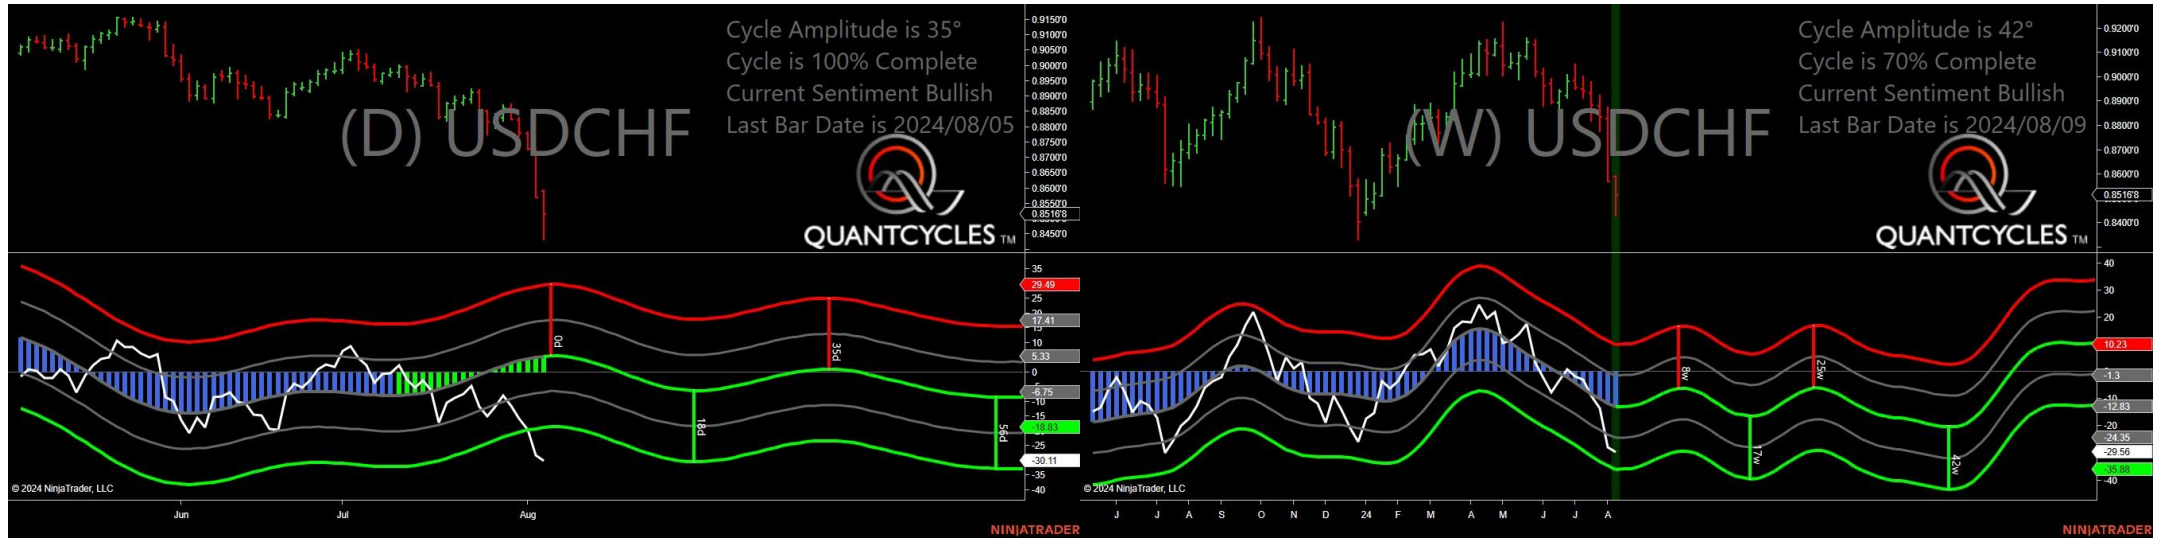 Cycle Amplitude is 35°
Cycle is 100% Complete
Current Sentiment Bullish
Last Bar Date is 2024/08/05
(D) USDCHF
QUANTCYCLES TM
0.9150'0
0.9100'0
0.9050'0
0.9000'0
0.8950'0
0.8900'0
0.8850'0
0.8800'0
0.8750'0
0.8700'0
0.8650'0
0.8600'0
0.8550'0
0.8516'8
0.8450'0
35
29.49
25
20
17.41
15
10
5.33
0
-6.75
-10
-15
-18.83
-25
-30.11
-35
-40
0d
18d
35d
56d
© 2024 NinjaTrader, LLC
Jun
Jul
Aug
NINJATRADER
Cycle Amplitude is 42°
Cycle is 70% Complete
Current Sentiment Bullish
Last Bar Date is 2024/08/09
(W) USDCHF
QUANTCYCLES TM
0.9200'0
0.9100'0
0.9000'0
0.8900'0
0.8800'0
0.8700'0
0.8600'0
0.8516'8
0.8400'0
40
30
20
10.23
-1.3
-10
-12.83
-20
-24.35
-29.56
-35.88
-40
8w
17w
25w
42w
© 2024 NinjaTrader, LLC
J J A S O N D 24 F M A M J J A
NINJATRADER